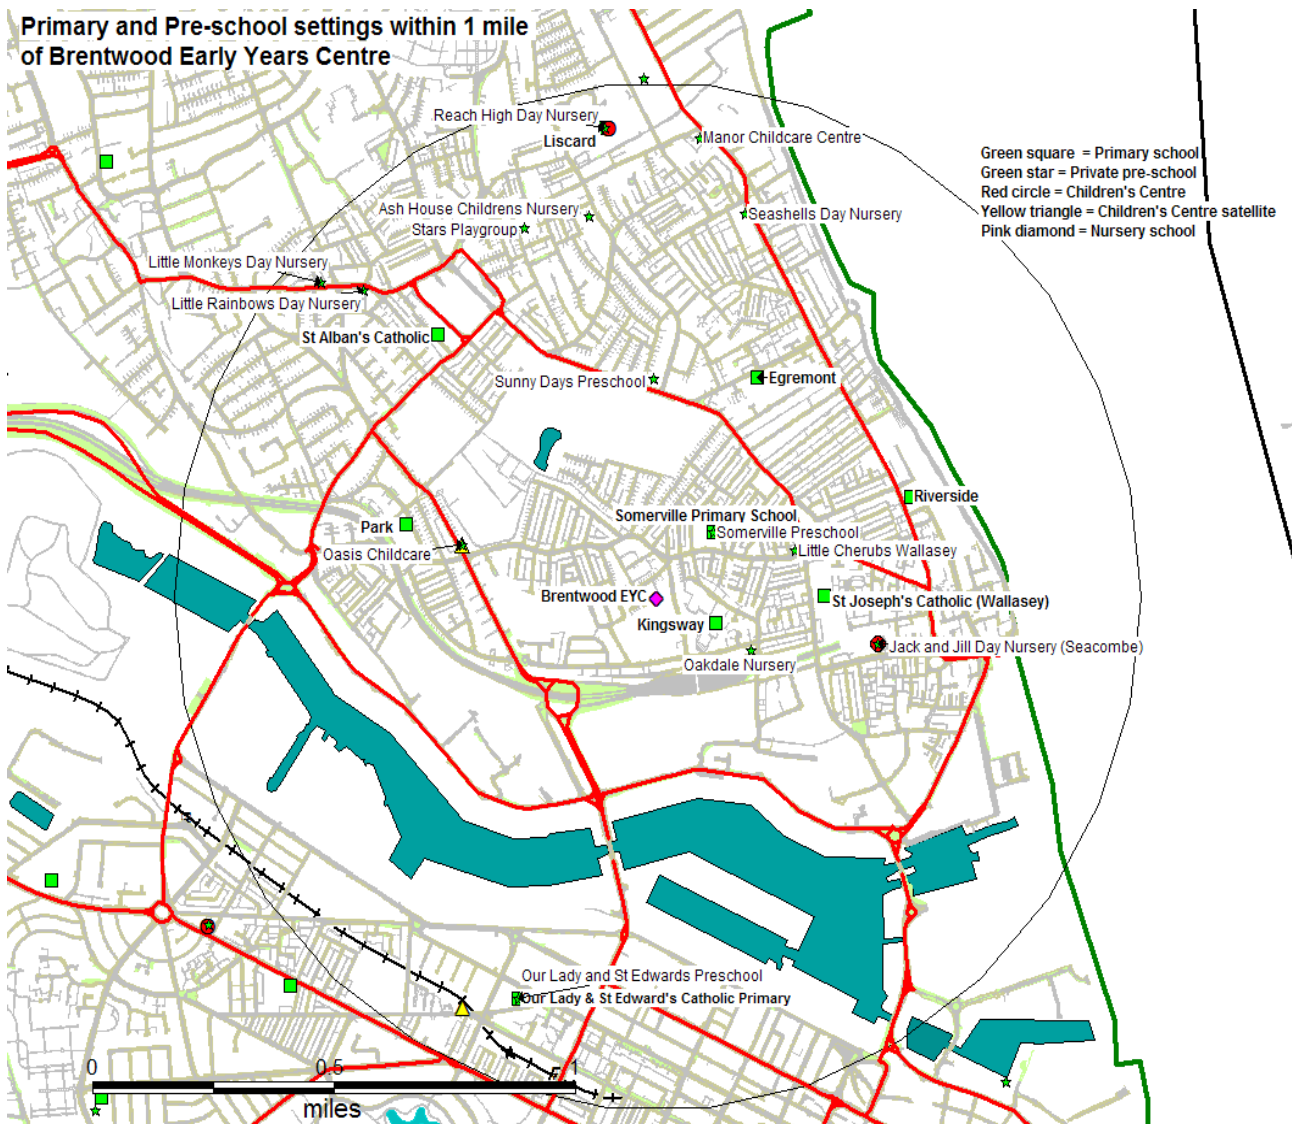 Primary and Pre-school settings within 1 mile
of Brentwood Early Years Centre
Reach High Day Nursery
Liscard
Manor Childcare Centre
Green square = Primary school
Green star = Private pre-school
Red circle = Children's Centre
Yellow triangle = Children's Centre satellite
Pink diamond = Nursery school
Ash House Childrens Nursery
Seashells Day Nursery
Stars Playgroup
Little Monkeys Day Nursery
Little Rainbows Day Nursery
St Alban's Catholic
Sunny Days Preschool
Egremont
Riverside
Park
Somerville Primary School
Somerville Preschool
Oasis Childcare
Little Cherubs Wallasey
Brentwood EYC
St Joseph's Catholic (Wallasey)
Kingsway
Jack and Jill Day Nursery (Seacombe)
Oakdale Nursery
Our Lady and St Edwards Preschool
Our Lady & St Edward's Catholic Primary
0 0.5 1
miles